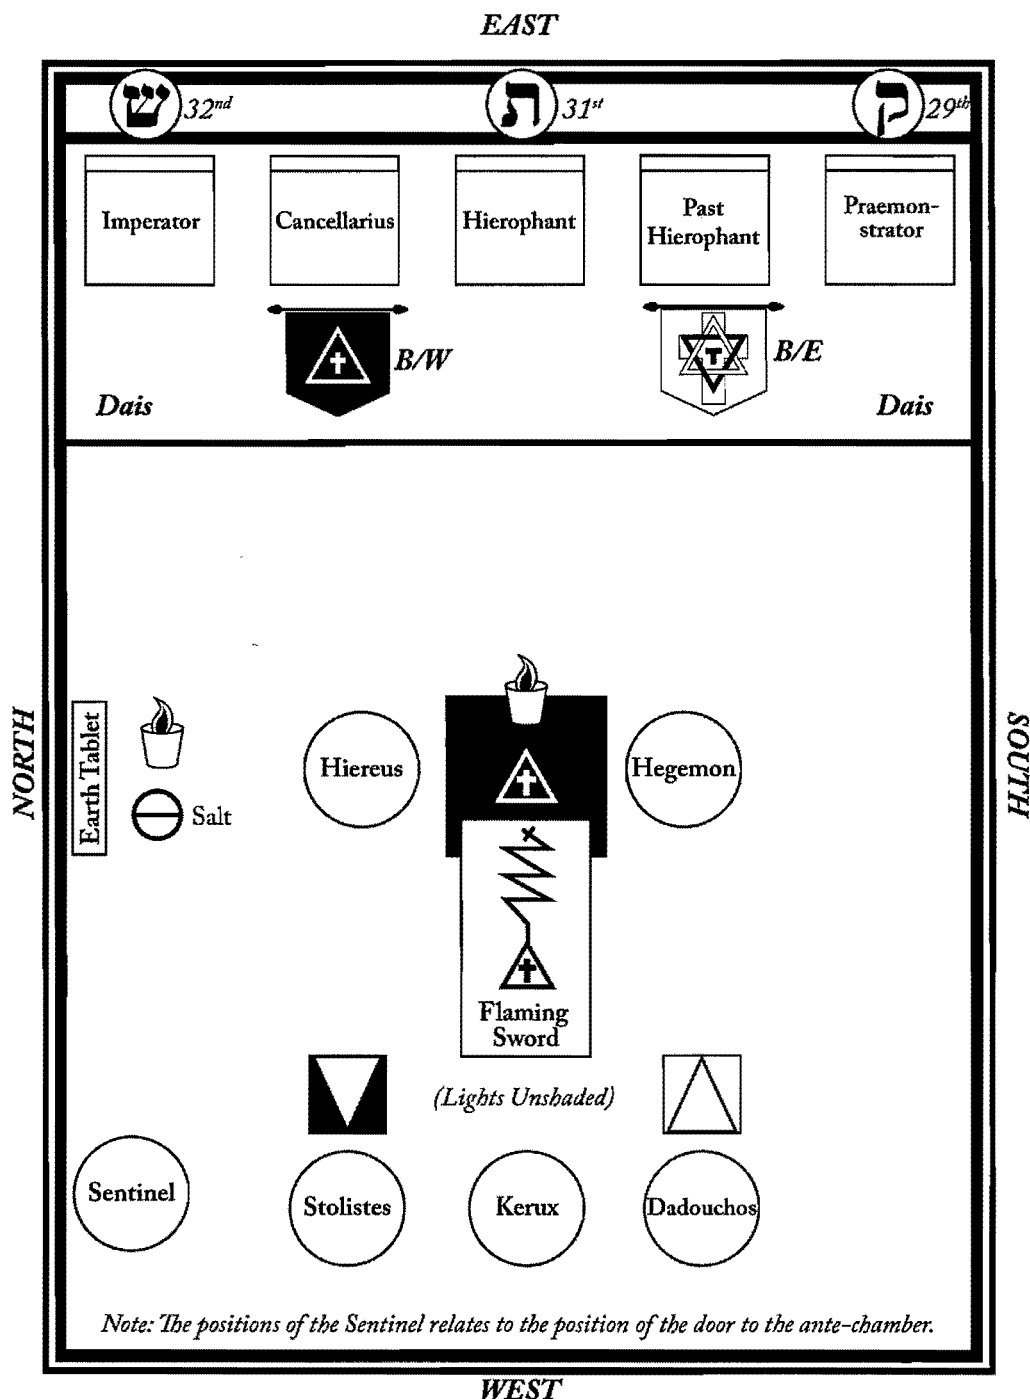 EAST
ש 32nd
ת 31st
ק 29th
Imperator
Cancellarius
Hierophant
Past
Hierophant
Praemon-
strator
B/W
B/E
Dais
Dais
NORTH
SOUTH
Earth Tablet
Salt
Hiereus
Hegemon
Flaming
Sword
(Lights Unshaded)
Sentinel
Stolistes
Kerux
Dadouchos
Note: The positions of the Sentinel relates to the position of the door to the ante-chamber.
WEST